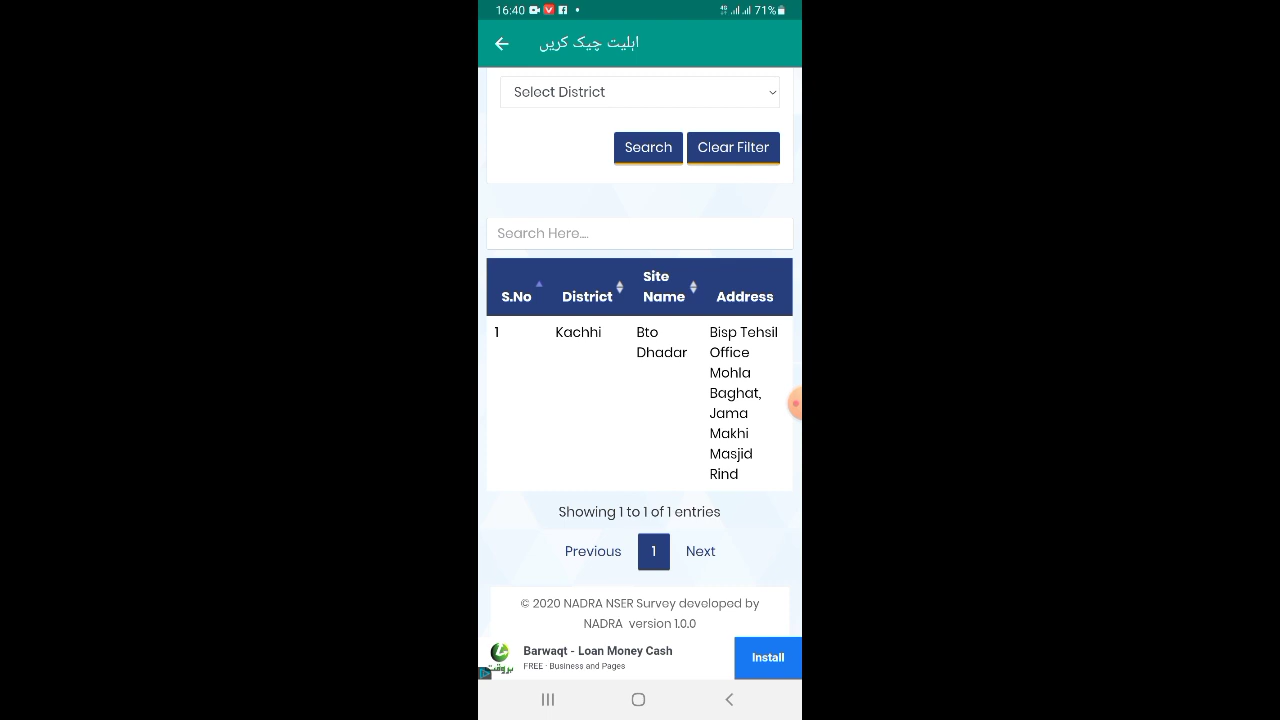 16:40
4G 71%
اہلیت چیک کریں
Select District
Search Clear Filter
Search Here....
S.No District Site Name Address
1 Kachhi Bto Dhadar Bisp Tehsil Office Mohla Baghat, Jama Makhi Masjid Rind
Showing 1 to 1 of 1 entries
Previous 1 Next
© 2020 NADRA NSER Survey developed by
NADRA version 1.0.0
Barwaqt - Loan Money Cash
FREE · Business and Pages
بروقت
Install